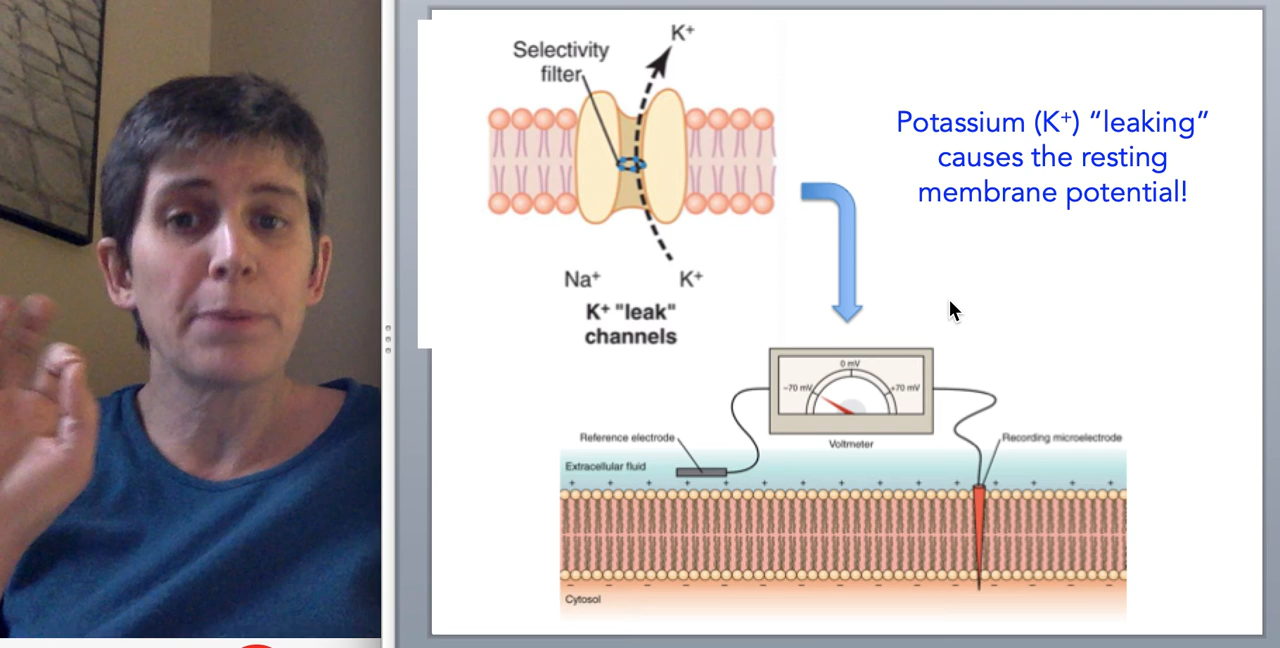 K⁺
Selectivity
filter
Potassium (K⁺) “leaking”
causes the resting
membrane potential!
Na⁺ K⁺
K⁺ "leak"
channels
0 mV
−70 mV +70 mV
Voltmeter
Reference electrode
Recording microelectrode
Extracellular fluid
+ + + + + + + + + + + + + +
− − − − − − − − − − − − − − −
Cytosol